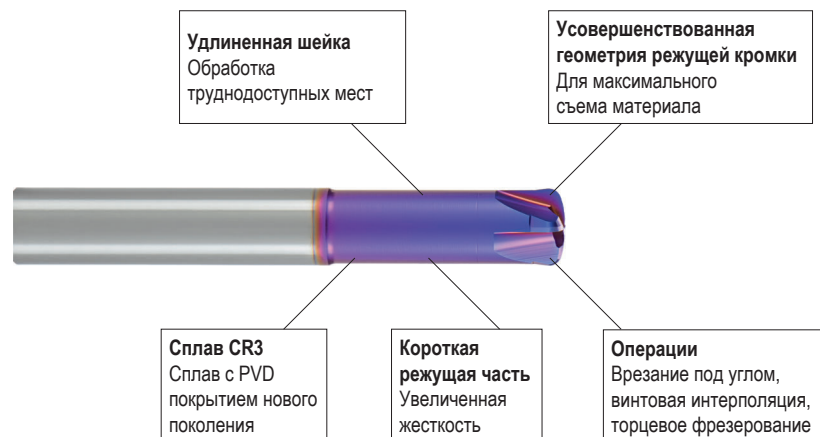 Удлиненная шейка
Обработка
труднодоступных мест
Усовершенствованная
геометрия режущей кромки
Для максимального
съема материала
Сплав CR3
Сплав с PVD
покрытием нового
поколения
Короткая
режущая часть
Увеличенная
жесткость
Операции
Врезание под углом,
винтовая интерполяция,
торцевое фрезерование